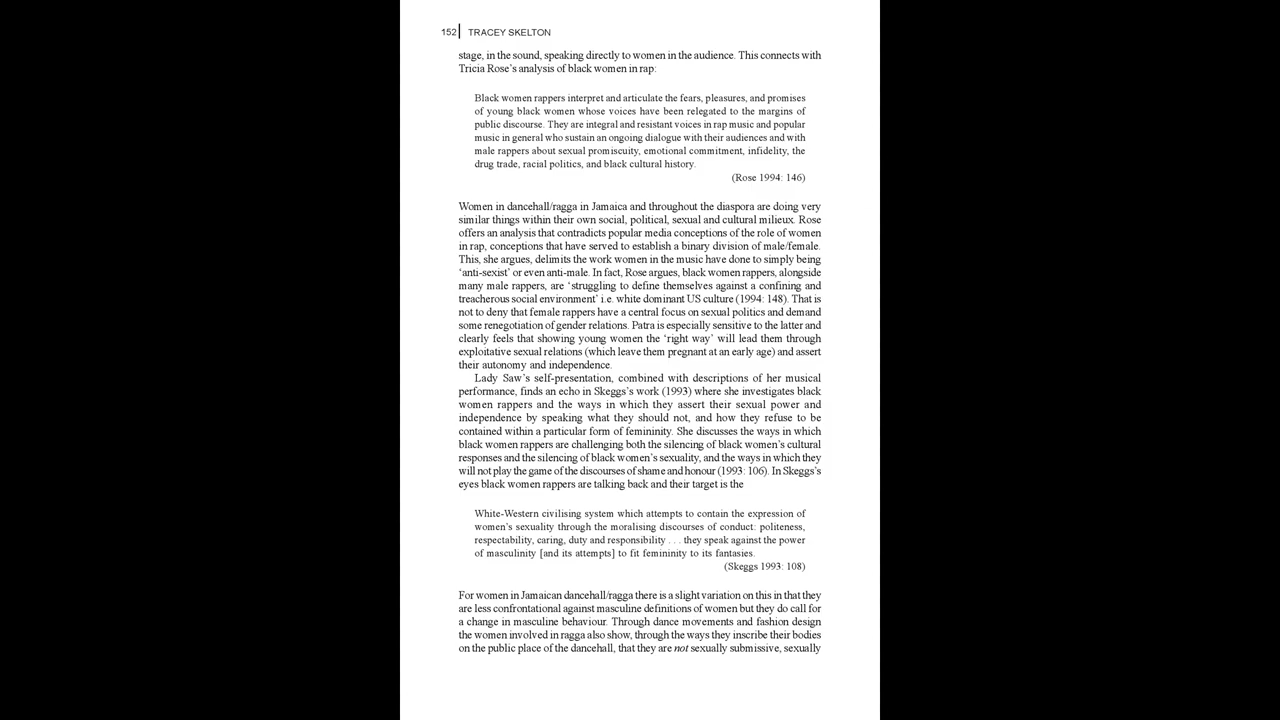 152 TRACEY SKELTON
stage, in the sound, speaking directly to women in the audience. This connects with
Tricia Rose's analysis of black women in rap:
Black women rappers interpret and articulate the fears, pleasures, and promises
of young black women whose voices have been relegated to the margins of
public discourse. They are integral and resistant voices in rap music and popular
music in general who sustain an ongoing dialogue with their audiences and with
male rappers about sexual promiscuity, emotional commitment, infidelity, the
drug trade, racial politics, and black cultural history.
(Rose 1994: 146)
Women in dancehall/ragga in Jamaica and throughout the diaspora are doing very
similar things within their own social, political, sexual and cultural milieux. Rose
offers an analysis that contradicts popular media conceptions of the role of women
in rap, conceptions that have served to establish a binary division of male/female.
This, she argues, delimits the work women in the music have done to simply being
'anti-sexist' or even anti-male. In fact, Rose argues, black women rappers, alongside
many male rappers, are 'struggling to define themselves against a confining and
treacherous social environment' i.e. white dominant US culture (1994: 148). That is
not to deny that female rappers have a central focus on sexual politics and demand
some renegotiation of gender relations. Patra is especially sensitive to the latter and
clearly feels that showing young women the 'right way' will lead them through
exploitative sexual relations (which leave them pregnant at an early age) and assert
their autonomy and independence.
Lady Saw's self-presentation, combined with descriptions of her musical
performance, finds an echo in Skeggs's work (1993) where she investigates black
women rappers and the ways in which they assert their sexual power and
independence by speaking what they should not, and how they refuse to be
contained within a particular form of femininity. She discusses the ways in which
black women rappers are challenging both the silencing of black women's cultural
responses and the silencing of black women's sexuality, and the ways in which they
will not play the game of the discourses of shame and honour (1993: 106). In Skeggs's
eyes black women rappers are talking back and their target is the
White-Western civilising system which attempts to contain the expression of
women's sexuality through the moralising discourses of conduct: politeness,
respectability, caring, duty and responsibility . . . they speak against the power
of masculinity [and its attempts] to fit femininity to its fantasies.
(Skeggs 1993: 108)
For women in Jamaican dancehall/ragga there is a slight variation on this in that they
are less confrontational against masculine definitions of women but they do call for
a change in masculine behaviour. Through dance movements and fashion design
the women involved in ragga also show, through the ways they inscribe their bodies
on the public place of the dancehall, that they are not sexually submissive, sexually